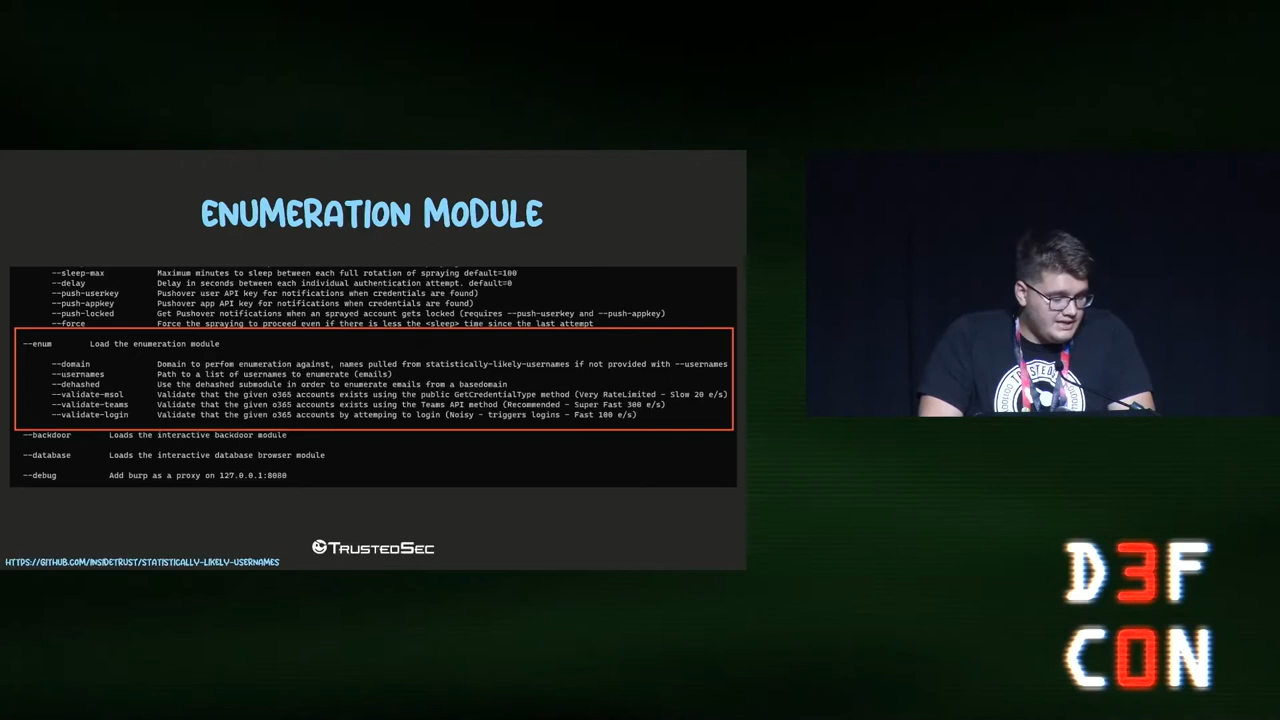 ENUMERATION MODULE
--sleep-max Maximum minutes to sleep between each full rotation of spraying default=100
--delay Delay in seconds between each individual authentication attempt. default=0
--push-userkey Pushover user API key for notifications when credentials are found)
--push-appkey Pushover app API key for notifications when credentials are found)
--push-locked Get Pushover notifications when an sprayed account gets locked (requires --push-userkey and --push-appkey)
--force Force the spraying to proceed even if there is less the <sleep> time since the last attempt
--enum Load the enumeration module
--domain Domain to perfom enumeration against, names pulled from statistically-likely-usernames if not provided with --usernames
--usernames Path to a list of usernames to enumerate (emails)
--dehashed Use the dehashed submodule in order to enumerate emails from a basedomain
--validate-msol Validate that the given o365 accounts exists using the public GetCredentialType method (Very RateLimited - Slow 20 e/s)
--validate-teams Validate that the given o365 accounts exists using the Teams API method (Recommended - Super Fast 300 e/s)
--validate-login Validate that the given o365 accounts by attemping to login (Noisy - triggers logins - Fast 100 e/s)
--backdoor Loads the interactive backdoor module
--database Loads the interactive database browser module
--debug Add burp as a proxy on 127.0.0.1:8080
TRUSTEDSEC
HTTPS://GITHUB.COM/INSIDETRUST/STATISTICALLY-LIKELY-USERNAMES
D3F
C0N